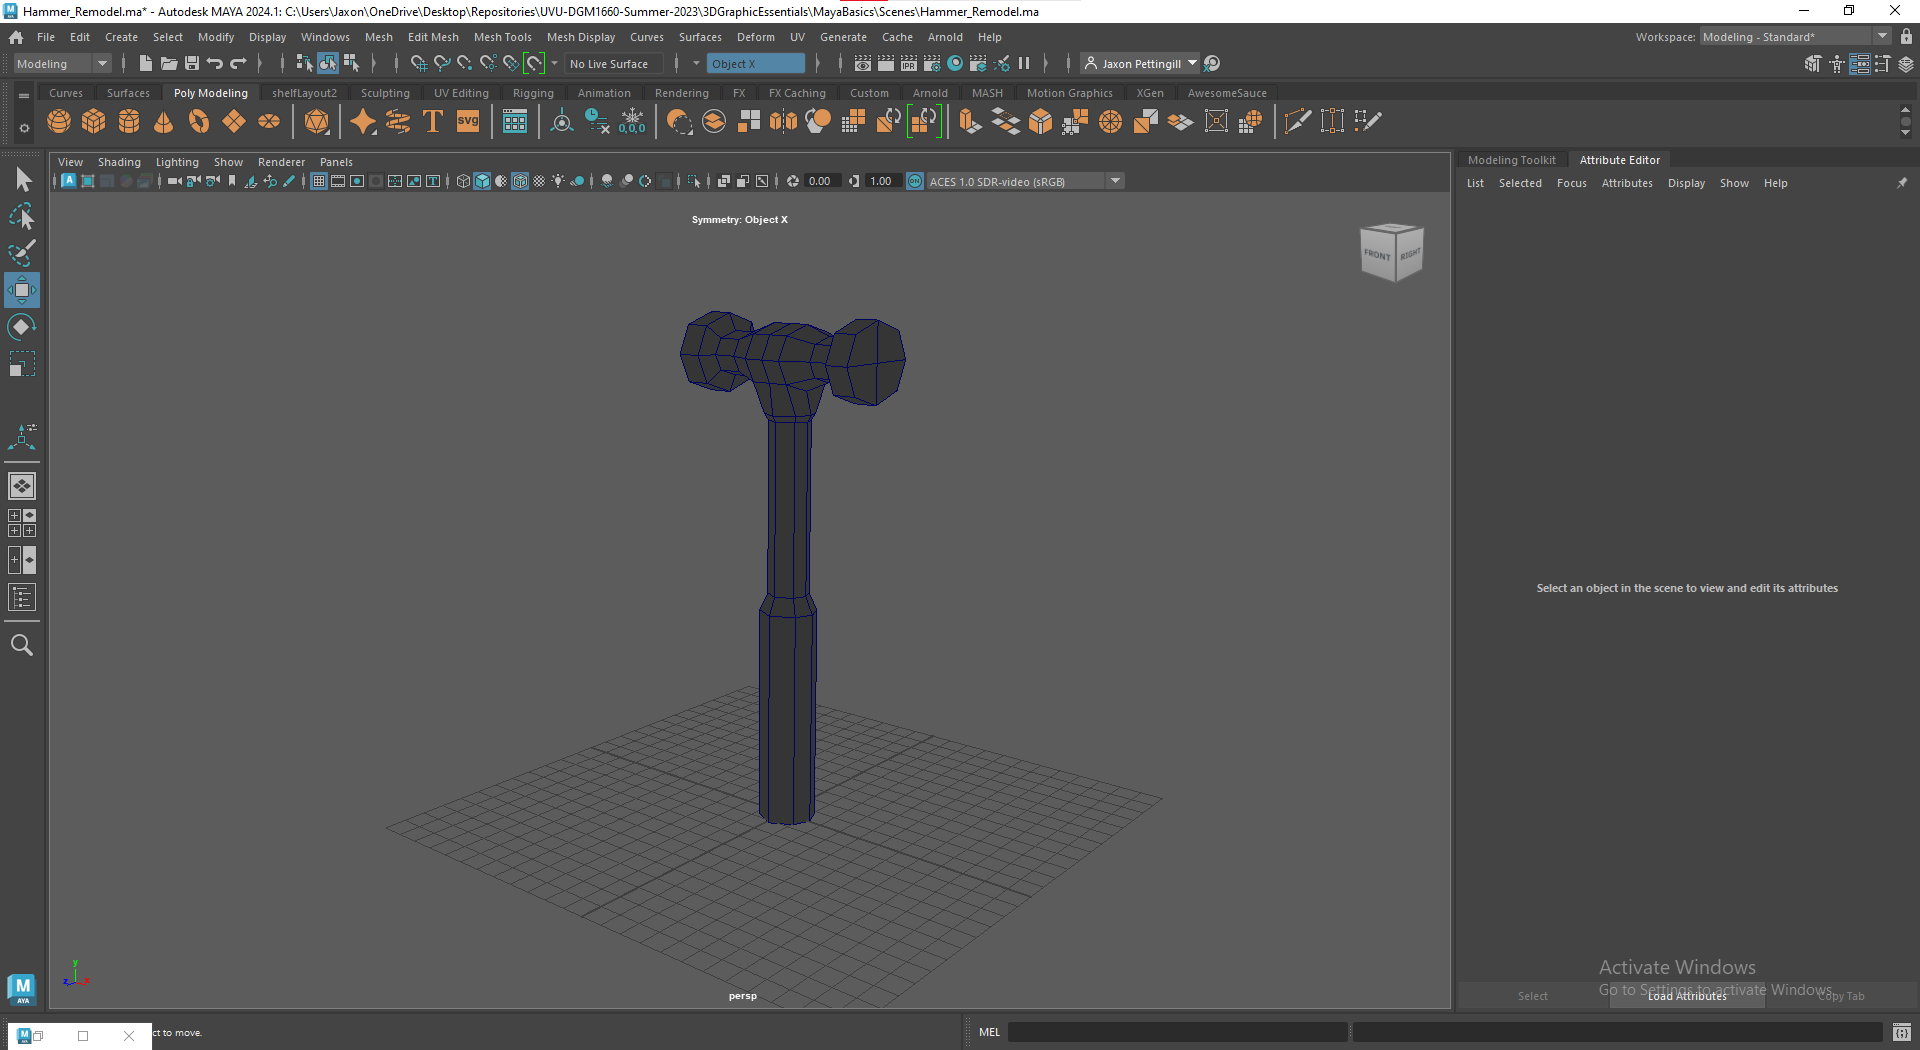 Hammer_Remodel.ma* - Autodesk MAYA 2024.1: C:\Users\Jaxon\OneDrive\Desktop\Repositories\UVU-DGM1660-Summer-2023\3DGraphicEssentials\MayaBasics\Scenes\Hammer_Remodel.ma
File Edit Create Select Modify Display Windows Mesh Edit Mesh Mesh Tools Mesh Display Curves Surfaces Deform UV Generate Cache Arnold Help Workspace: Modeling - Standard*
Modeling No Live Surface Object X IPR Jaxon Pettingill
Curves Surfaces Poly Modeling shelfLayout2 Sculpting UV Editing Rigging Animation Rendering FX FX Caching Custom Arnold MASH Motion Graphics XGen AwesomeSauce
T svg 0,0,0
View Shading Lighting Show Renderer Panels
0.00 1.00 ON ACES 1.0 SDR-video (sRGB)
Modeling Toolkit Attribute Editor
List Selected Focus Attributes Display Show Help
Symmetry: Object X
FRONT RIGHT
Select an object in the scene to view and edit its attributes
y
z x
persp
Activate Windows
Go to Settings to activate Windows.
Select Load Attributes Copy Tab
M
AYA
ct to move.
MEL